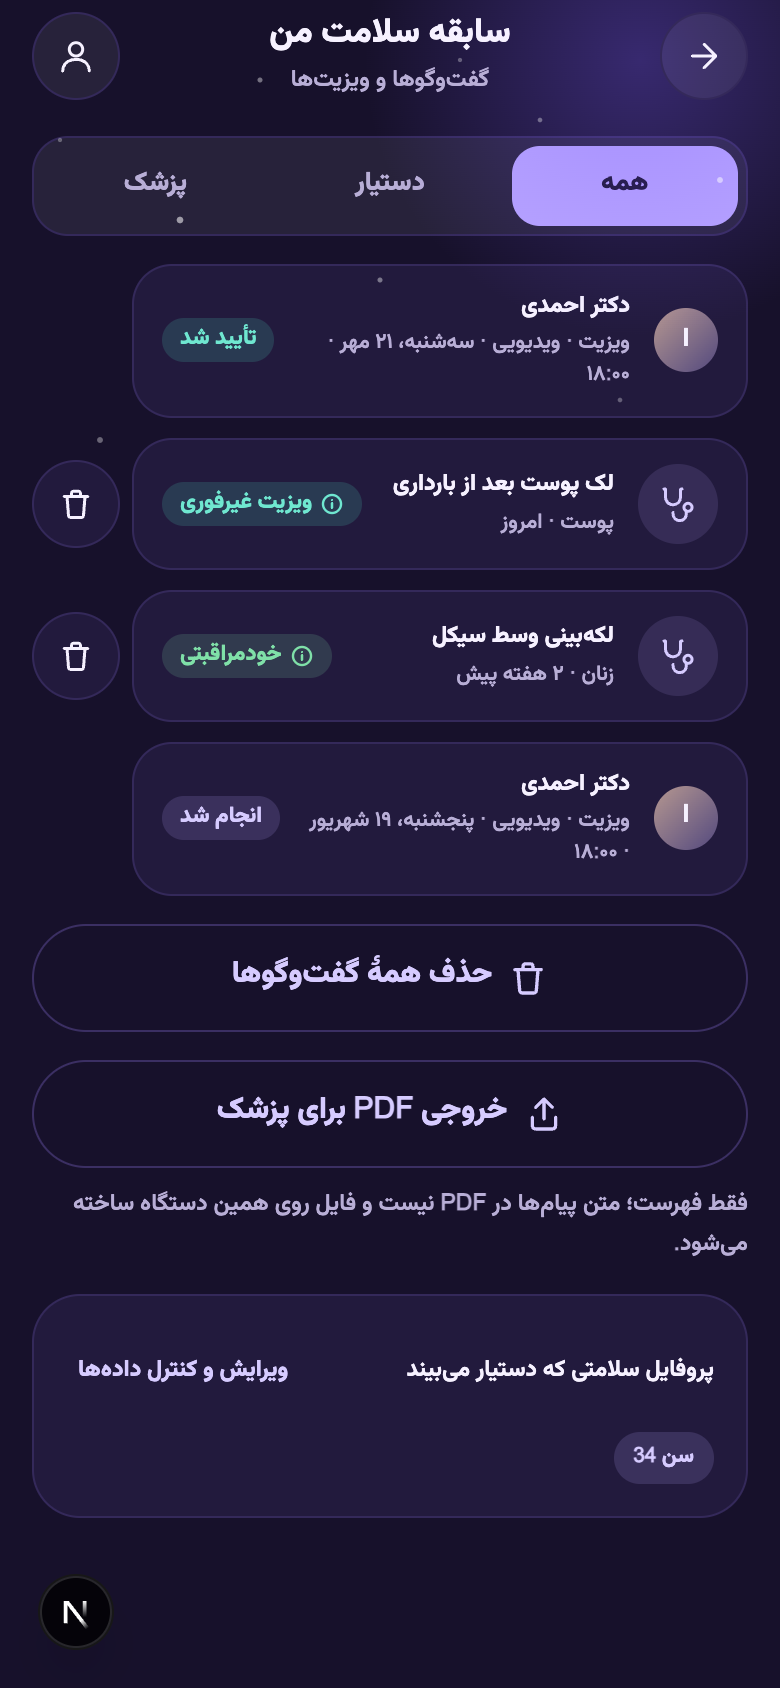 سابقه سلامت من
گفت‌وگوها و ویزیت‌ها
همه
دستیار
پزشک
ا
دکتر احمدی
ویزیت · ویدیویی · سه‌شنبه، ۲۱ مهر ·
۱۸:۰۰
تأیید شد
لک پوست بعد از بارداری
پوست · امروز
ویزیت غیرفوری
لکه‌بینی وسط سیکل
زنان · ۲ هفته پیش
خودمراقبتی
ا
دکتر احمدی
ویزیت · ویدیویی · پنجشنبه، ۱۹ شهریور
· ۱۸:۰۰
انجام شد
حذف همهٔ گفت‌وگوها
خروجی PDF برای پزشک
فقط فهرست؛ متن پیام‌ها در PDF نیست و فایل روی همین دستگاه ساخته
می‌شود.
پروفایل سلامتی که دستیار می‌بیند
ویرایش و کنترل داده‌ها
سن 34
N